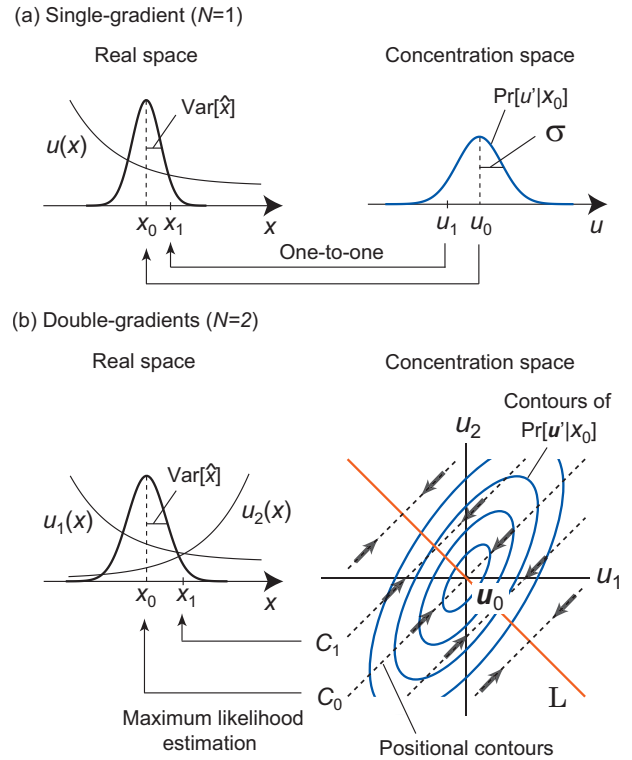 (a) Single-gradient (N=1)
Real space
Concentration space
Var[x̂]
Pr[u'|x₀]
σ
u(x)
x₀ x₁ x
u₁ u₀ u
One-to-one
(b) Double-gradients (N=2)
Real space
Concentration space
Contours of
Pr[u'|x₀]
u₂
Var[x̂]
u₁(x)
u₂(x)
u₁
x₀ x₁ x
u₀
C₁
C₀
L
Maximum likelihood
estimation
Positional contours